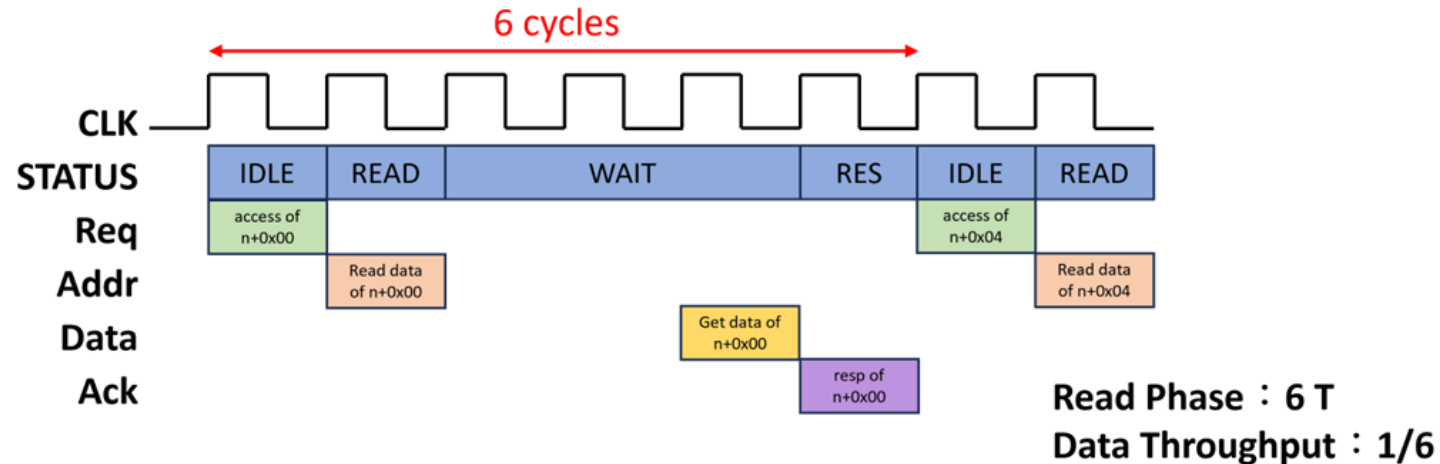 6 cycles
CLK
STATUS IDLE READ WAIT RES IDLE READ
Req
access of
n+0x00
access of
n+0x04
Addr
Read data
of n+0x00
Read data
of n+0x04
Data
Get data of
n+0x00
Ack
resp of
n+0x00
Read Phase：6 T
Data Throughput：1/6